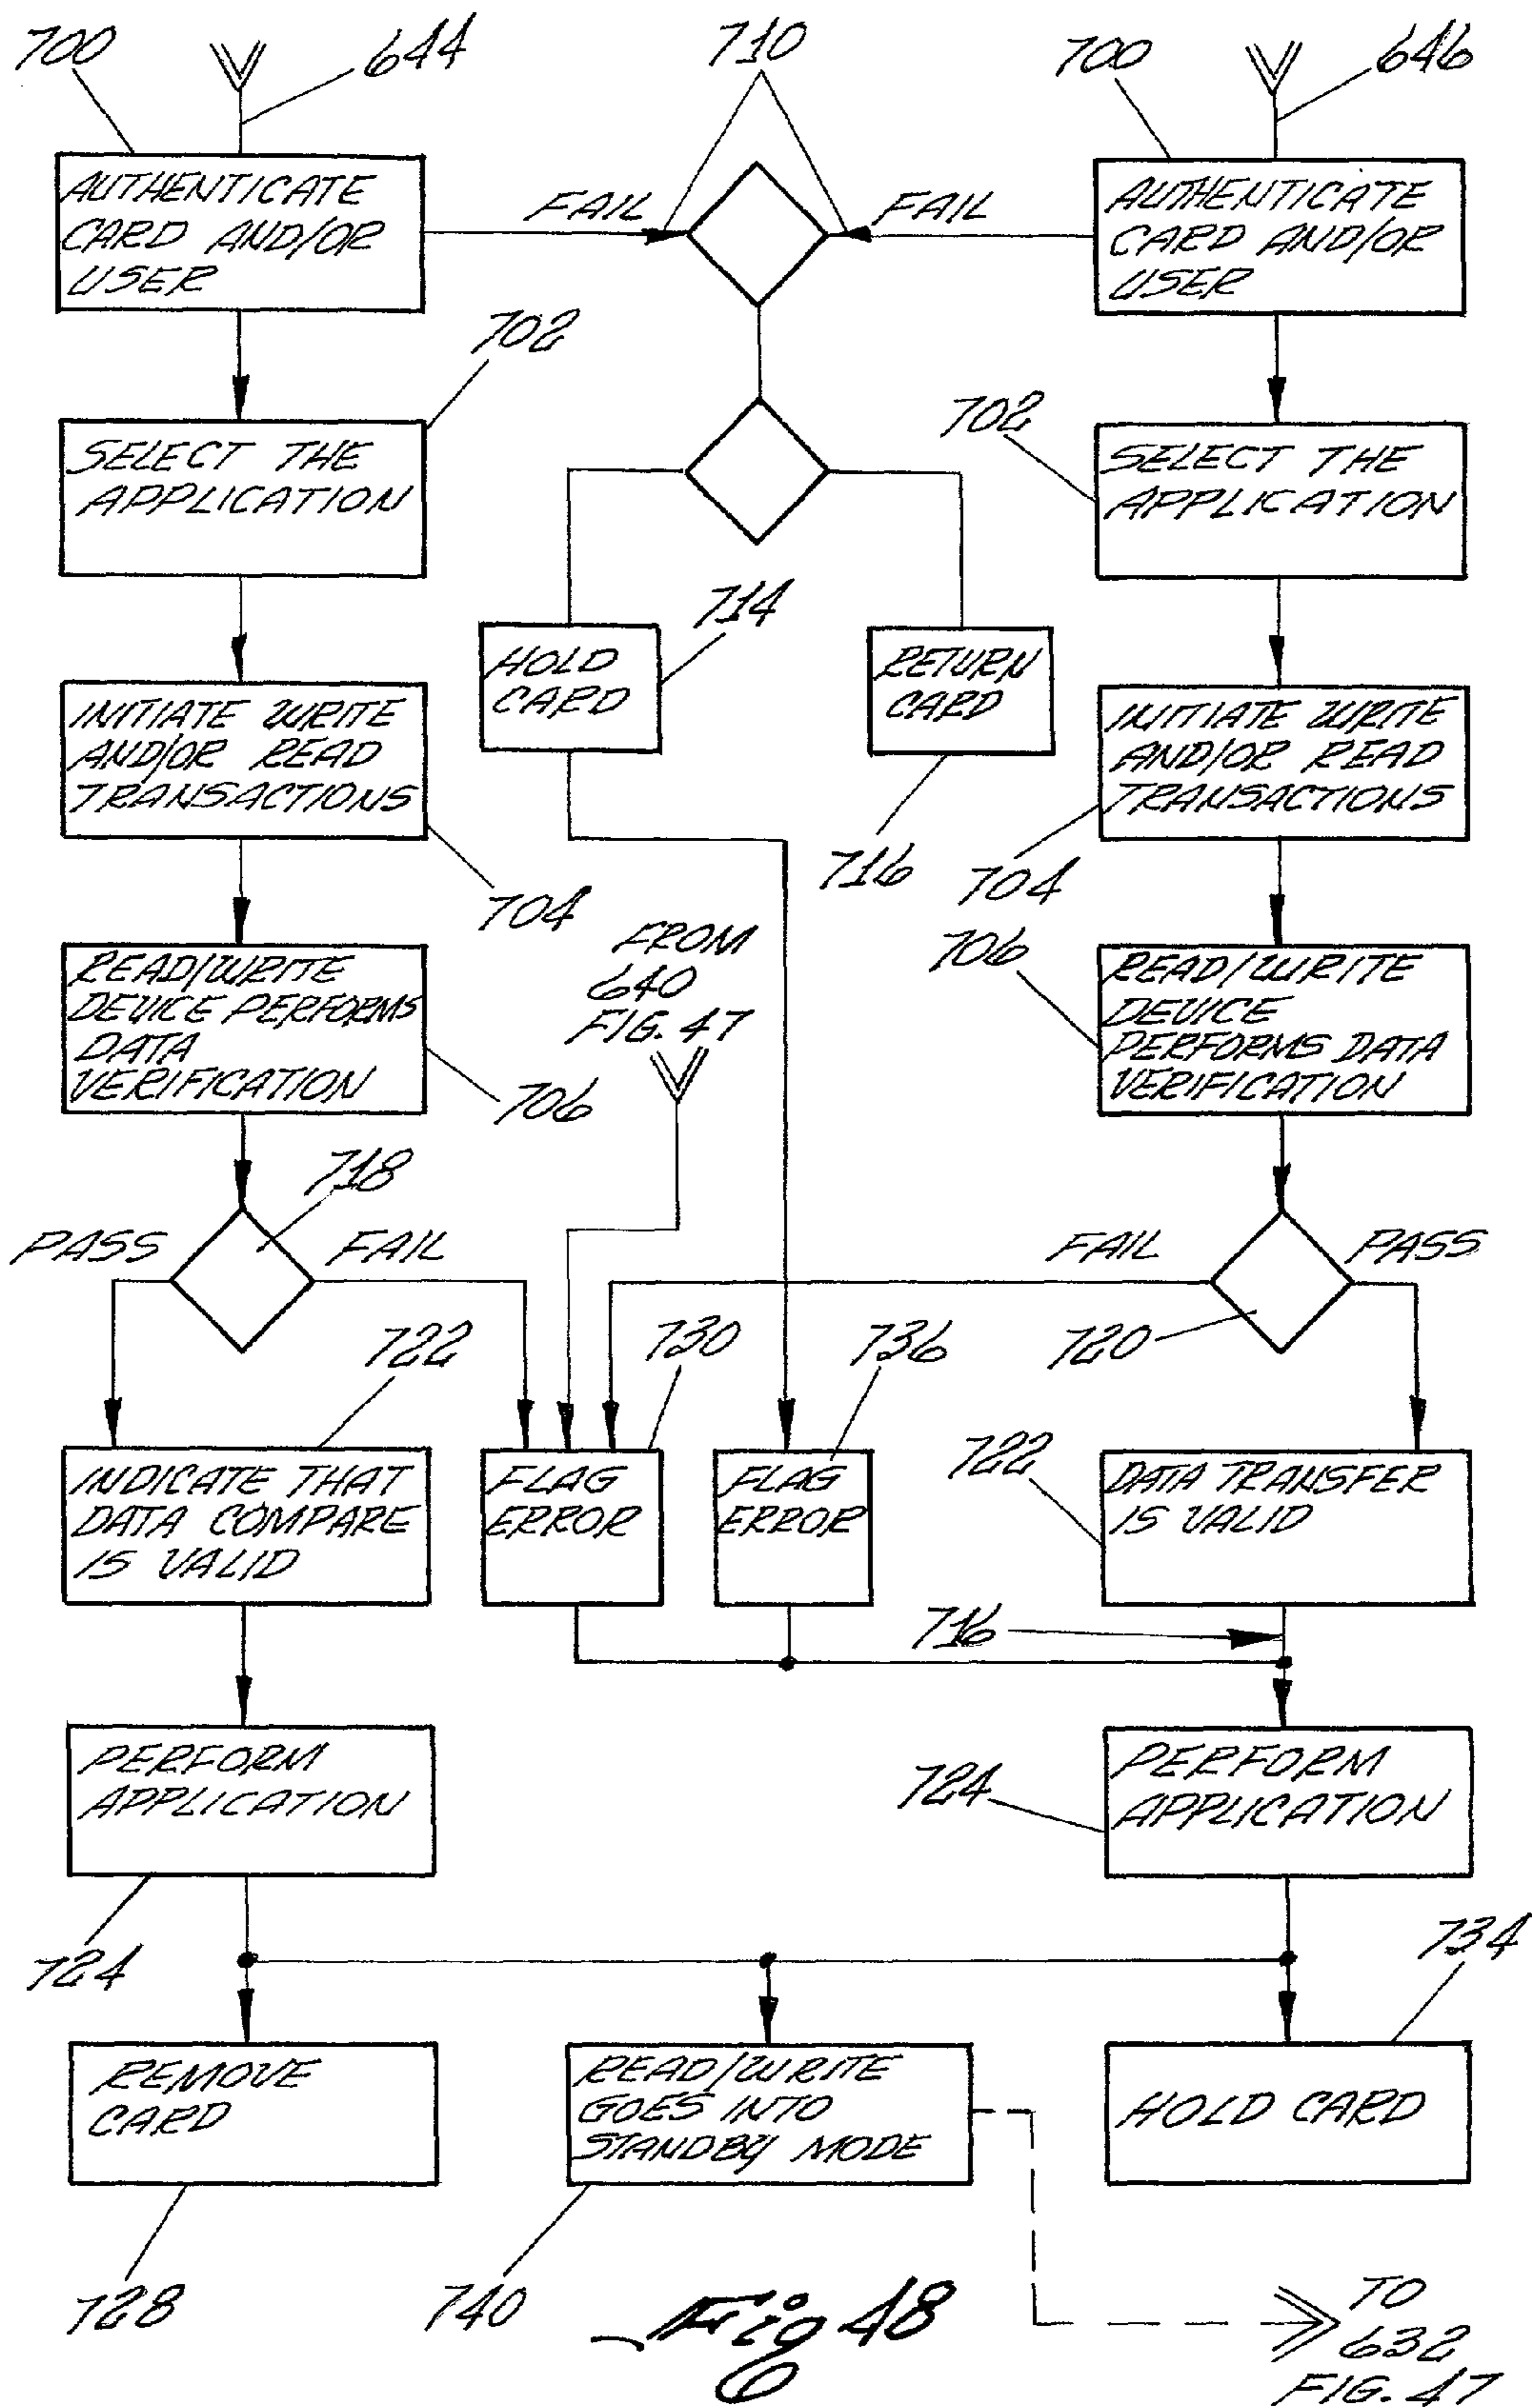 700
644
710
700
646
AUTHENTICATE
CARD AND/OR
USER
FAIL
FAIL
AUTHENTICATE
CARD AND/OR
USER
702
702
SELECT THE
APPLICATION
SELECT THE
APPLICATION
714
HOLD
CARD
RETURN
CARD
INITIATE WRITE
AND/OR READ
TRANSACTIONS
INITIATE WRITE
AND/OR READ
TRANSACTIONS
716
704
704
FROM
640
FIG. 47
706
READ/WRITE
DEVICE PERFORMS
DATA
VERIFICATION
READ/WRITE
DEVICE
PERFORMS DATA
VERIFICATION
706
718
PASS
FAIL
FAIL
PASS
722
730
736
720
INDICATE THAT
DATA COMPARE
IS VALID
FLAG
ERROR
FLAG
ERROR
722
DATA TRANSFER
IS VALID
716
PERFORM
APPLICATION
724
PERFORM
APPLICATION
724
734
REMOVE
CARD
READ/WRITE
GOES INTO
STANDBY MODE
HOLD CARD
728
740
Fig 48
TO
632
FIG. 47